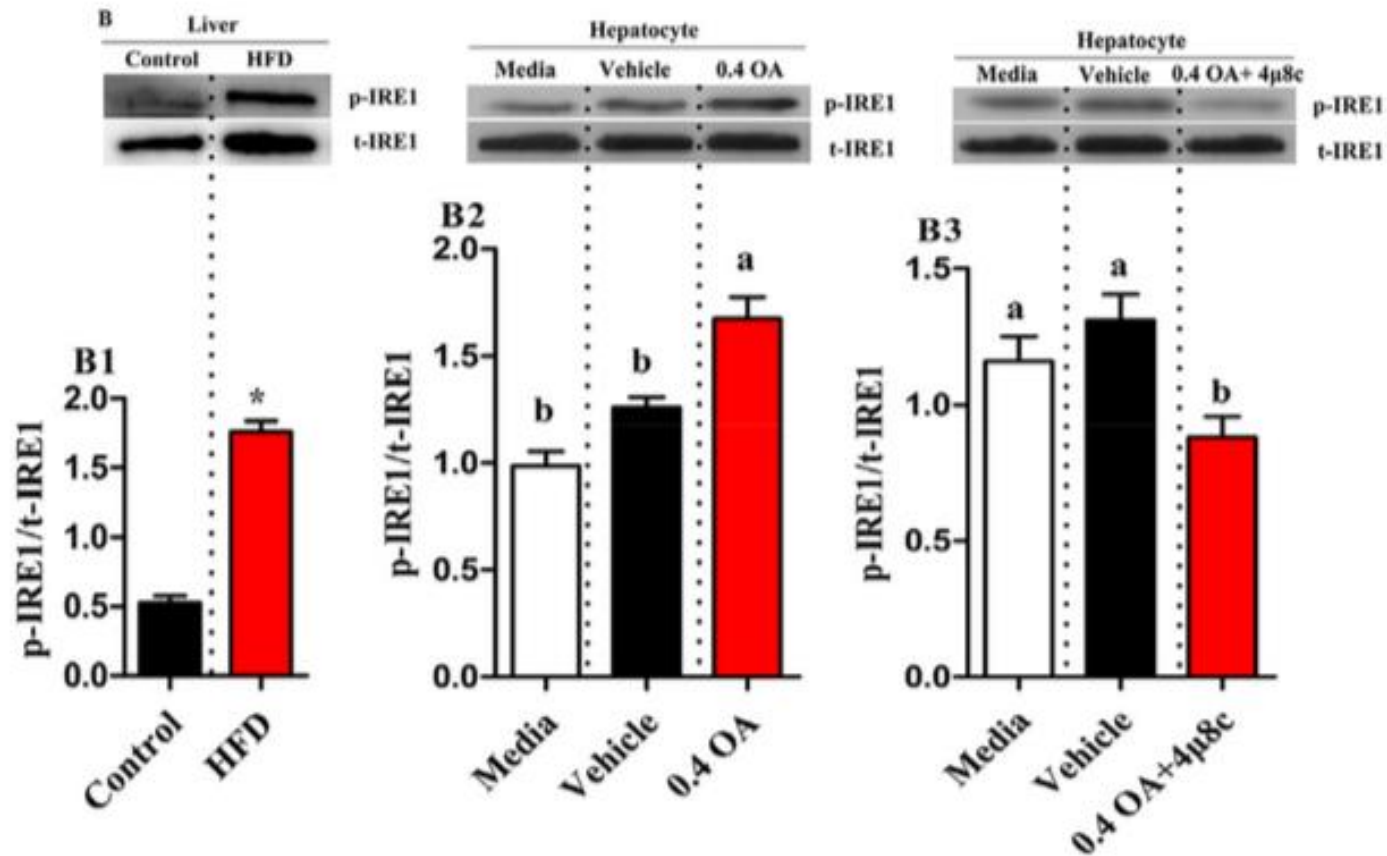 B
Liver
Control HFD
p-IRE1
t-IRE1
Hepatocyte
Media Vehicle 0.4 OA
p-IRE1
t-IRE1
Hepatocyte
Media Vehicle 0.4 OA+ 4μ8c
p-IRE1
t-IRE1
B1
p-IRE1/t-IRE1
2.0
1.5
1.0
0.5
0.0
*
Control
HFD
B2
p-IRE1/t-IRE1
2.0
1.5
1.0
0.5
0.0
b
b
a
Media
Vehicle
0.4 OA
B3
p-IRE1/t-IRE1
1.5
1.0
0.5
0.0
a
a
b
Media
Vehicle
0.4 OA+4μ8c